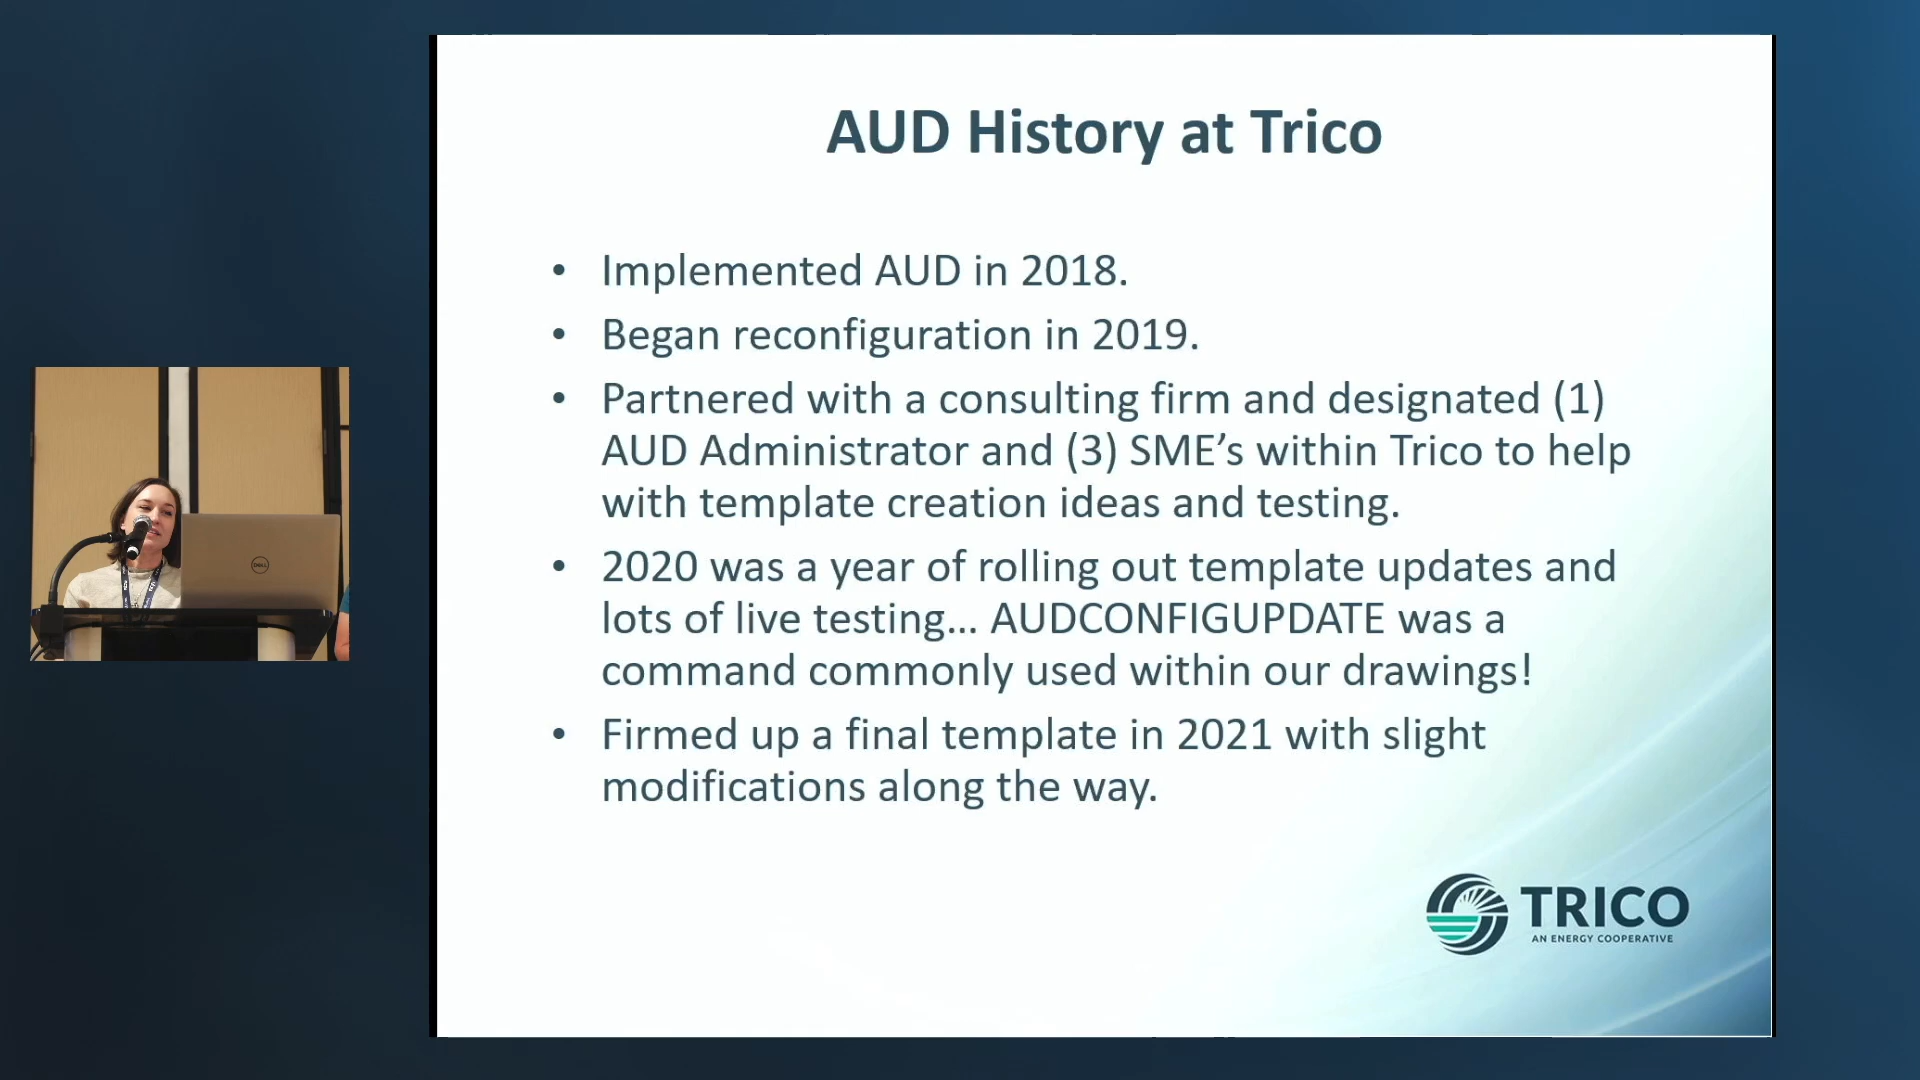 AUD History at Trico
• Implemented AUD in 2018.
• Began reconfiguration in 2019.
• Partnered with a consulting firm and designated (1)
AUD Administrator and (3) SME’s within Trico to help
with template creation ideas and testing.
• 2020 was a year of rolling out template updates and
lots of live testing… AUDCONFIGUPDATE was a
command commonly used within our drawings!
• Firmed up a final template in 2021 with slight
modifications along the way.
TRICO
AN ENERGY COOPERATIVE
DELL